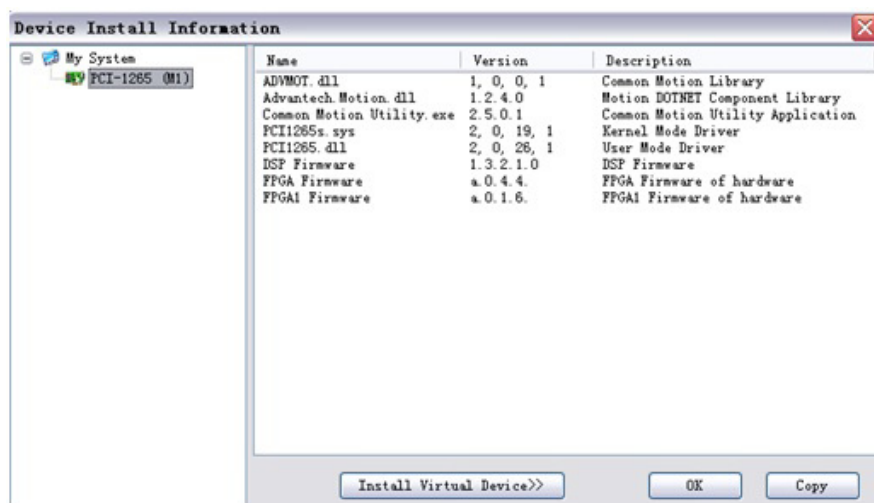 Device Install Information
My System
PCI-1265 (M1)
Name Version Description
ADVMOT.dll 1, 0, 0, 1 Common Motion Library
Advantech.Motion.dll 1.2.4.0 Motion DOTNET Component Library
Common Motion Utility.exe 2.5.0.1 Common Motion Utility Application
PCI1265s.sys 2, 0, 19, 1 Kernel Mode Driver
PCI1265.dll 2, 0, 26, 1 User Mode Driver
DSP Firmware 1.3.2.1.0 DSP Firmware
FPGA Firmware a.0.4.4. FPGA Firmware of hardware
FPGA1 Firmware a.0.1.6. FPGA1 Firmware of hardware
Install Virtual Device>> OK Copy